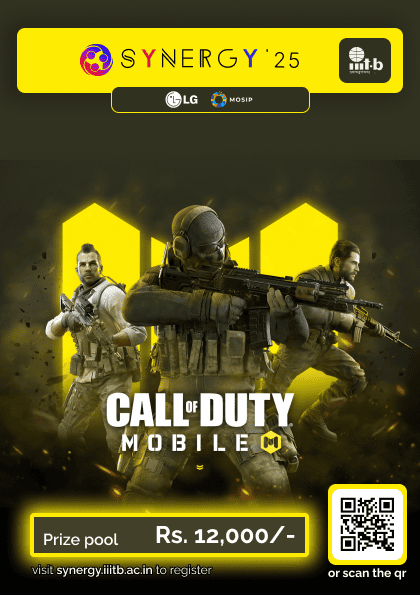 SYNERGY '25
iiit-b
LG
MOSIP
CALL OF DUTY
MOBILE
Prize pool Rs. 12,000/-
visit synergy.iiitb.ac.in to register
or scan the qr